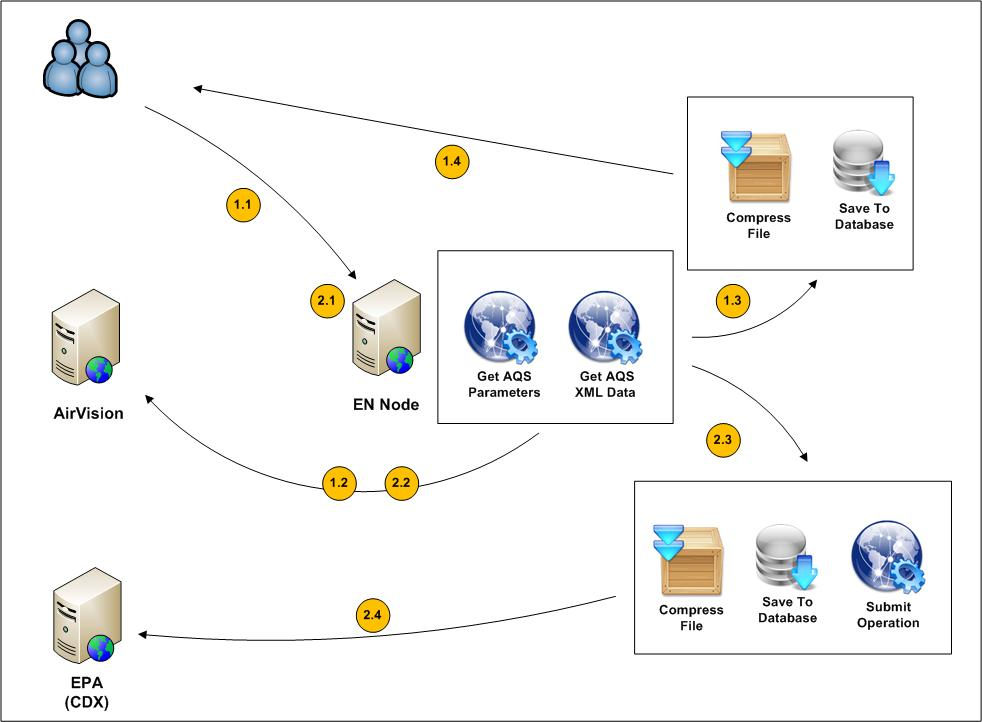 1.4
Compress
File
Save To
Database
1.1
2.1
1.3
Get AQS
Parameters
Get AQS
XML Data
AirVision
EN Node
2.3
1.2
2.2
Compress
File
Save To
Database
Submit
Operation
2.4
EPA
(CDX)